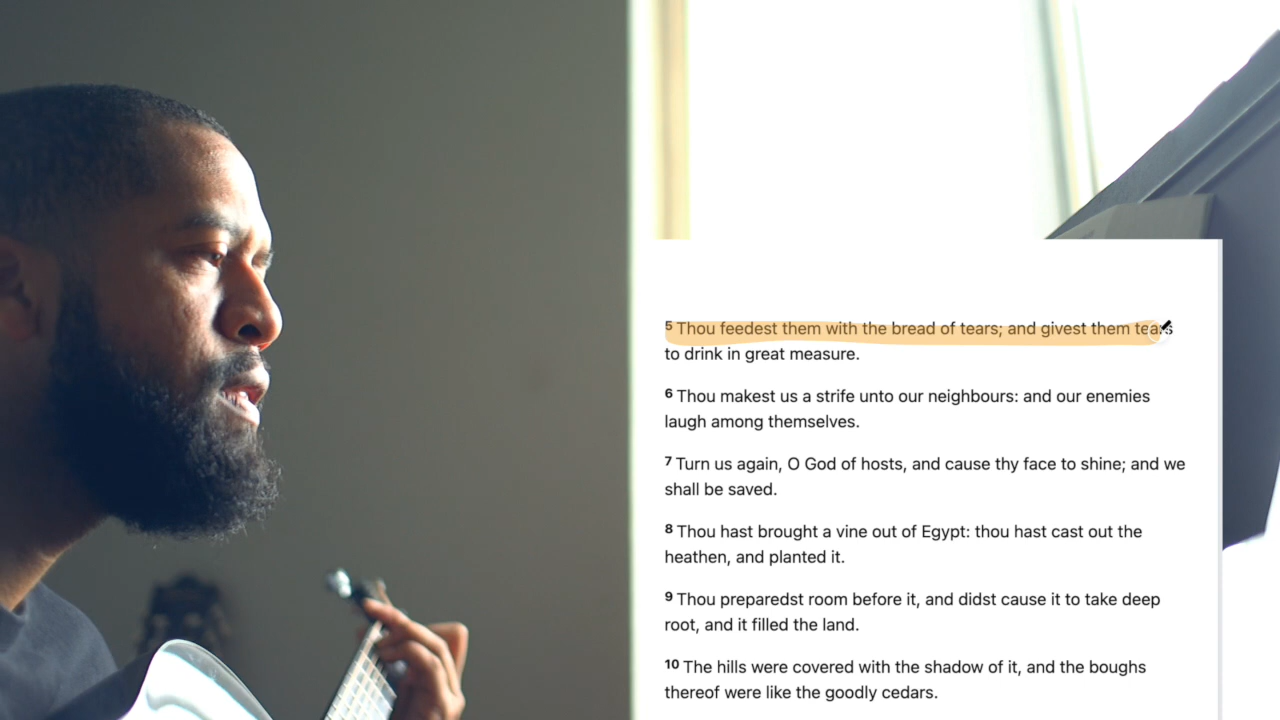 5 Thou feedest them with the bread of tears; and givest them tears
to drink in great measure.
6 Thou makest us a strife unto our neighbours: and our enemies
laugh among themselves.
7 Turn us again, O God of hosts, and cause thy face to shine; and we
shall be saved.
8 Thou hast brought a vine out of Egypt: thou hast cast out the
heathen, and planted it.
9 Thou preparedst room before it, and didst cause it to take deep
root, and it filled the land.
10 The hills were covered with the shadow of it, and the boughs
thereof were like the goodly cedars.